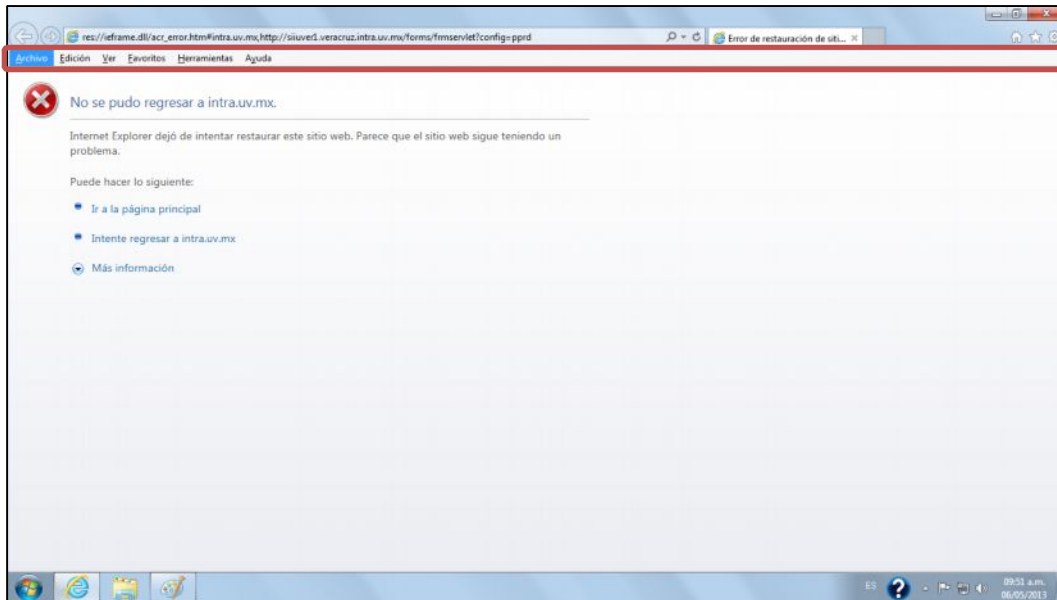 res://ieframe.dll/acr_error.htm#intra.uv.mx,http://siiuver1.veracruz.intra.uv.mx/forms/frmservlet?config=pprd
Error de restauración de siti...
Archivo Edición Ver Favoritos Herramientas Ayuda
No se pudo regresar a intra.uv.mx.
Internet Explorer dejó de intentar restaurar este sitio web. Parece que el sitio web sigue teniendo un
problema.
Puede hacer lo siguiente:
Ir a la página principal
Intente regresar a intra.uv.mx
Más información
ES
09:51 a.m.
06/05/2013